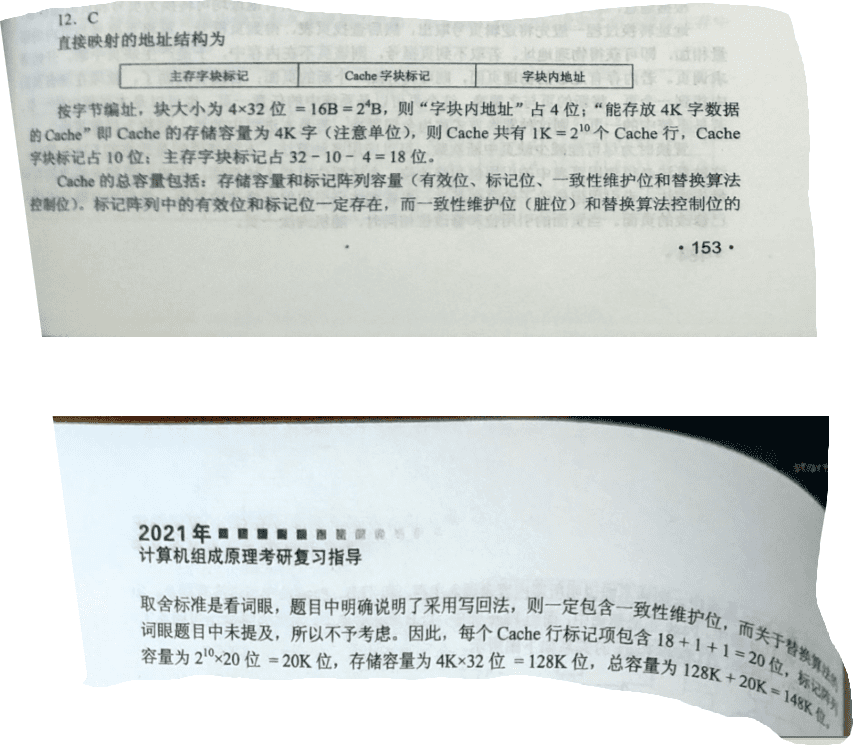 12. C
直接映射的地址结构为
主存字块标记 Cache 字块标记 字块内地址
按字节编址，块大小为 4×32 位 =16B=2⁴B，则“字块内地址”占 4 位；“能存放 4K 字数据
的 Cache”即 Cache 的存储容量为 4K 字（注意单位），则 Cache 共有 1K=2¹⁰个 Cache 行，Cache
字块标记占 10 位；主存字块标记占 32－10－4=18 位。
Cache 的总容量包括：存储容量和标记阵列容量（有效位、标记位、一致性维护位和替换算法
控制位）。标记阵列中的有效位和标记位一定存在，而一致性维护位（脏位）和替换算法控制位的
·153·
2021年
计算机组成原理考研复习指导
取舍标准是看词眼，题目中明确说明了采用写回法，则一定包含一致性维护位，而关于替换算法的
词眼题目中未提及，所以不予考虑。因此，每个 Cache 行标记项包含 18+1+1=20 位，标记阵列
容量为 2¹⁰×20 位 =20K 位，存储容量为 4K×32 位 =128K 位，总容量为 128K+20K=148K 位。